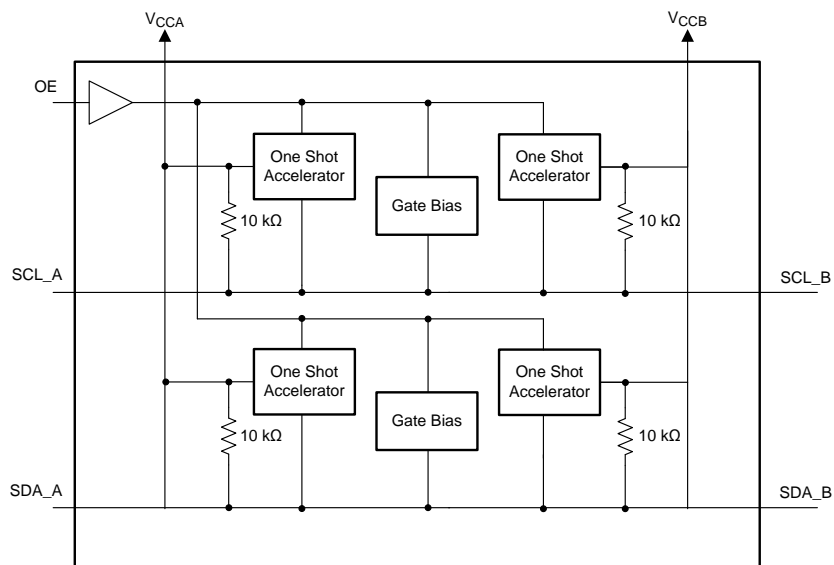 VCCA
VCCB
OE
One Shot
Accelerator
One Shot
Accelerator
Gate Bias
10 kΩ
10 kΩ
SCL_A
SCL_B
One Shot
Accelerator
One Shot
Accelerator
Gate Bias
10 kΩ
10 kΩ
SDA_A
SDA_B